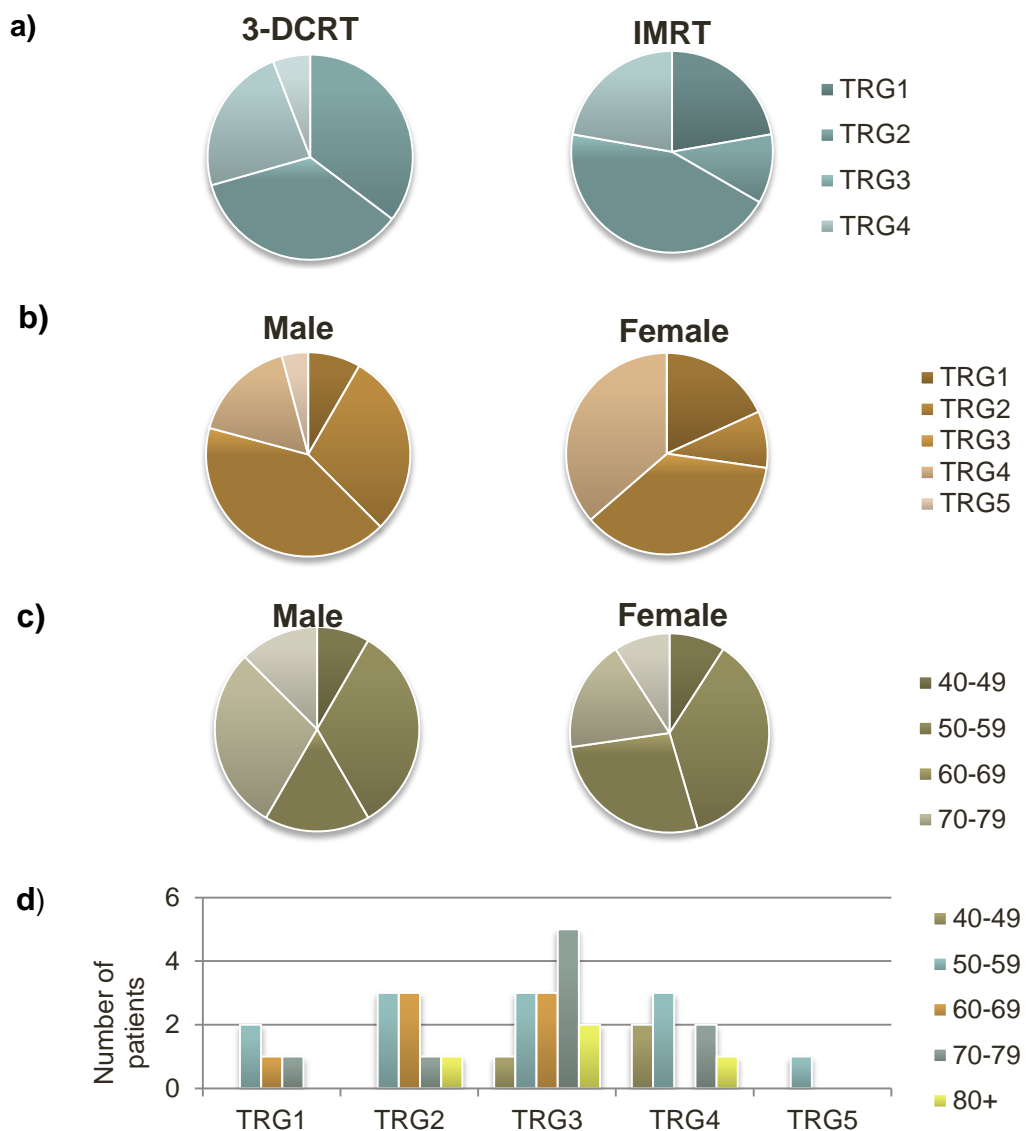 a)
3-DCRT
IMRT
TRG1
TRG2
TRG3
TRG4
b)
Male
Female
TRG1
TRG2
TRG3
TRG4
TRG5
c)
Male
Female
40-49
50-59
60-69
70-79
d)
Number of
patients
6
4
2
0
TRG1
TRG2
TRG3
TRG4
TRG5
40-49
50-59
60-69
70-79
80+